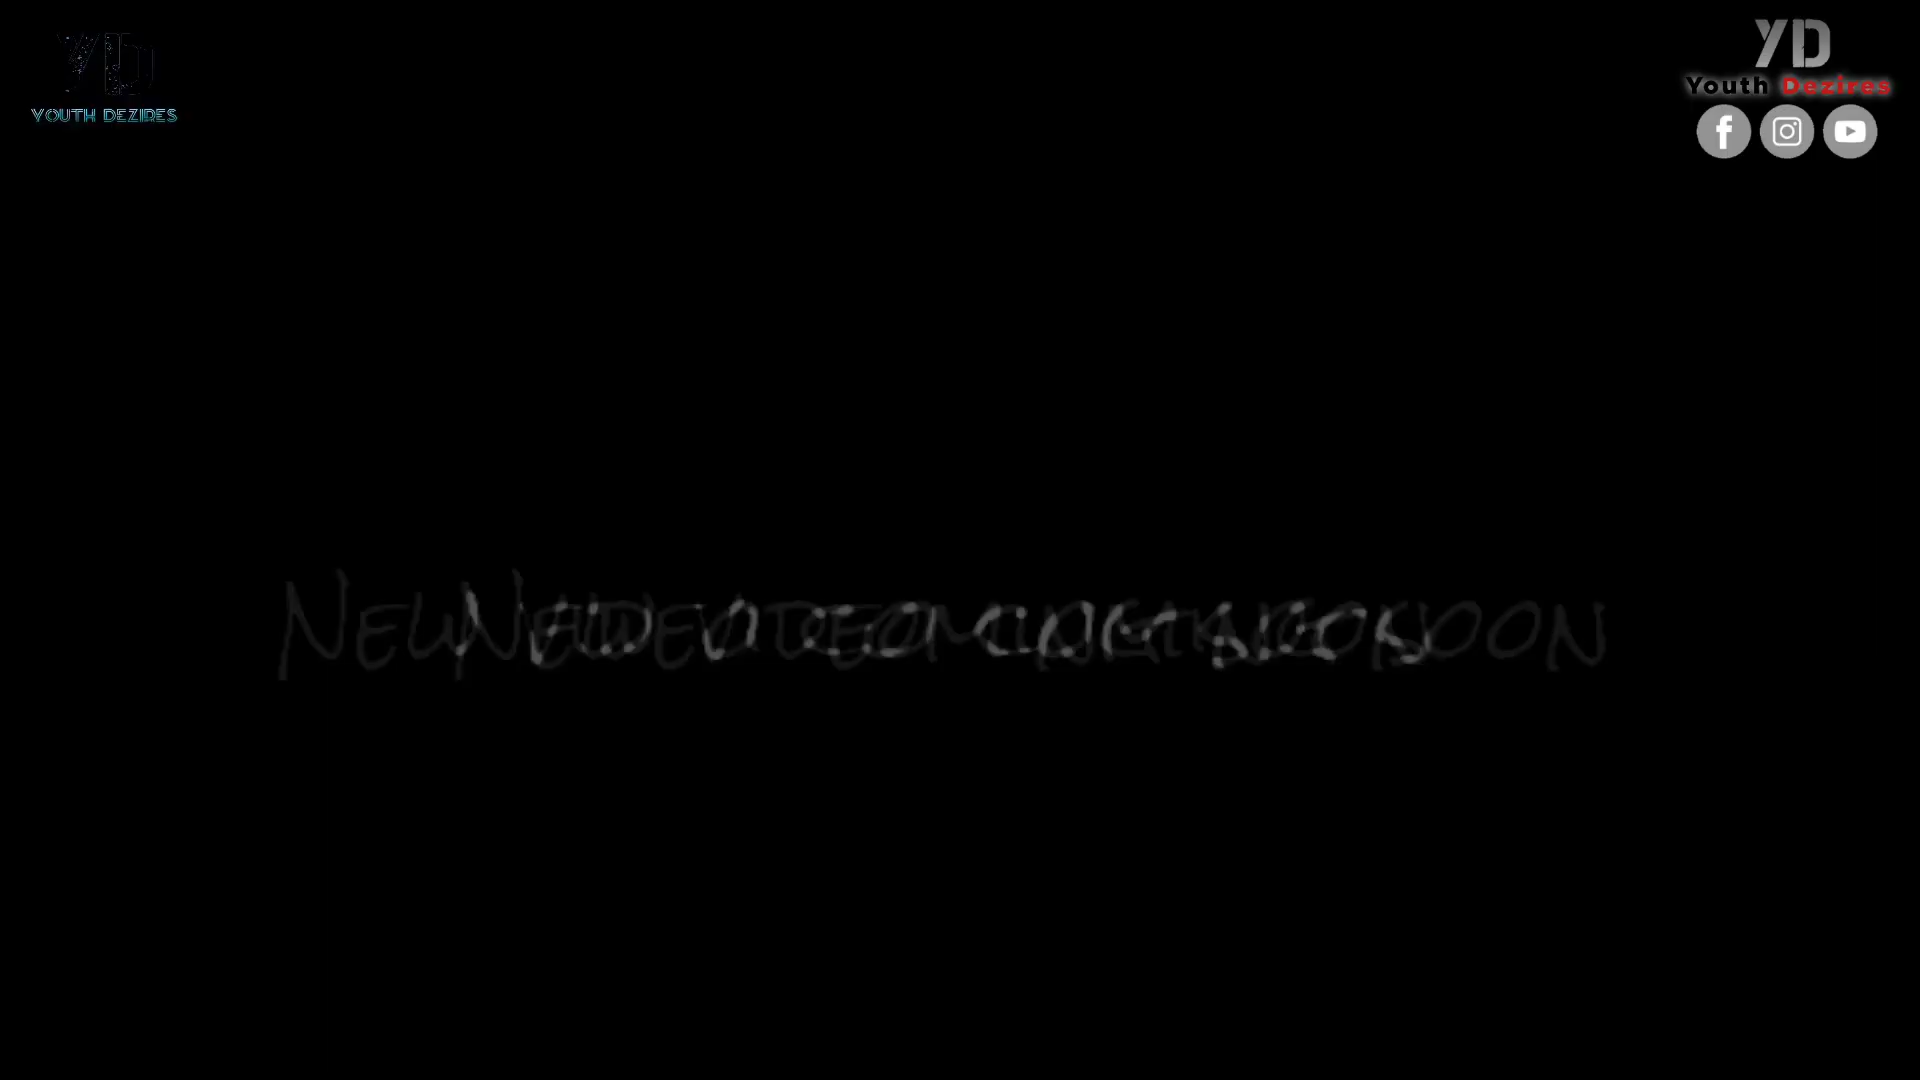 YD
YOUTH DEZIRES
YD
Youth Dezires
New Video Coming Soon